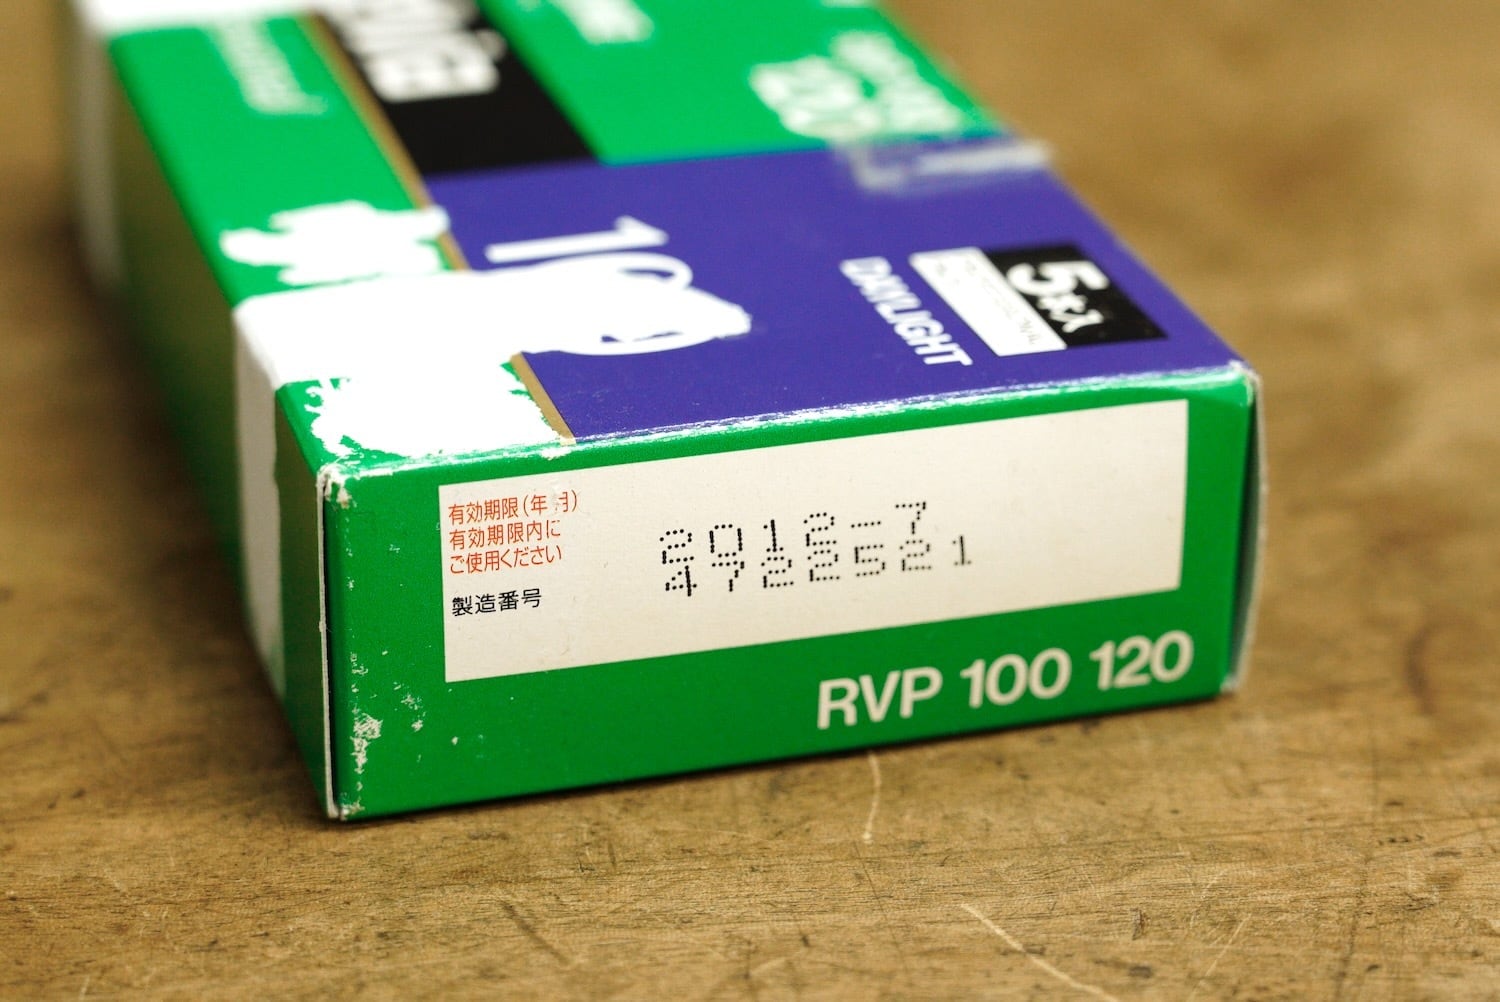 100
DAYLIGHT
5本入
有効期限(年 月)
有効期限内に
ご使用ください
製造番号
2012-7
4722521
RVP 100 120